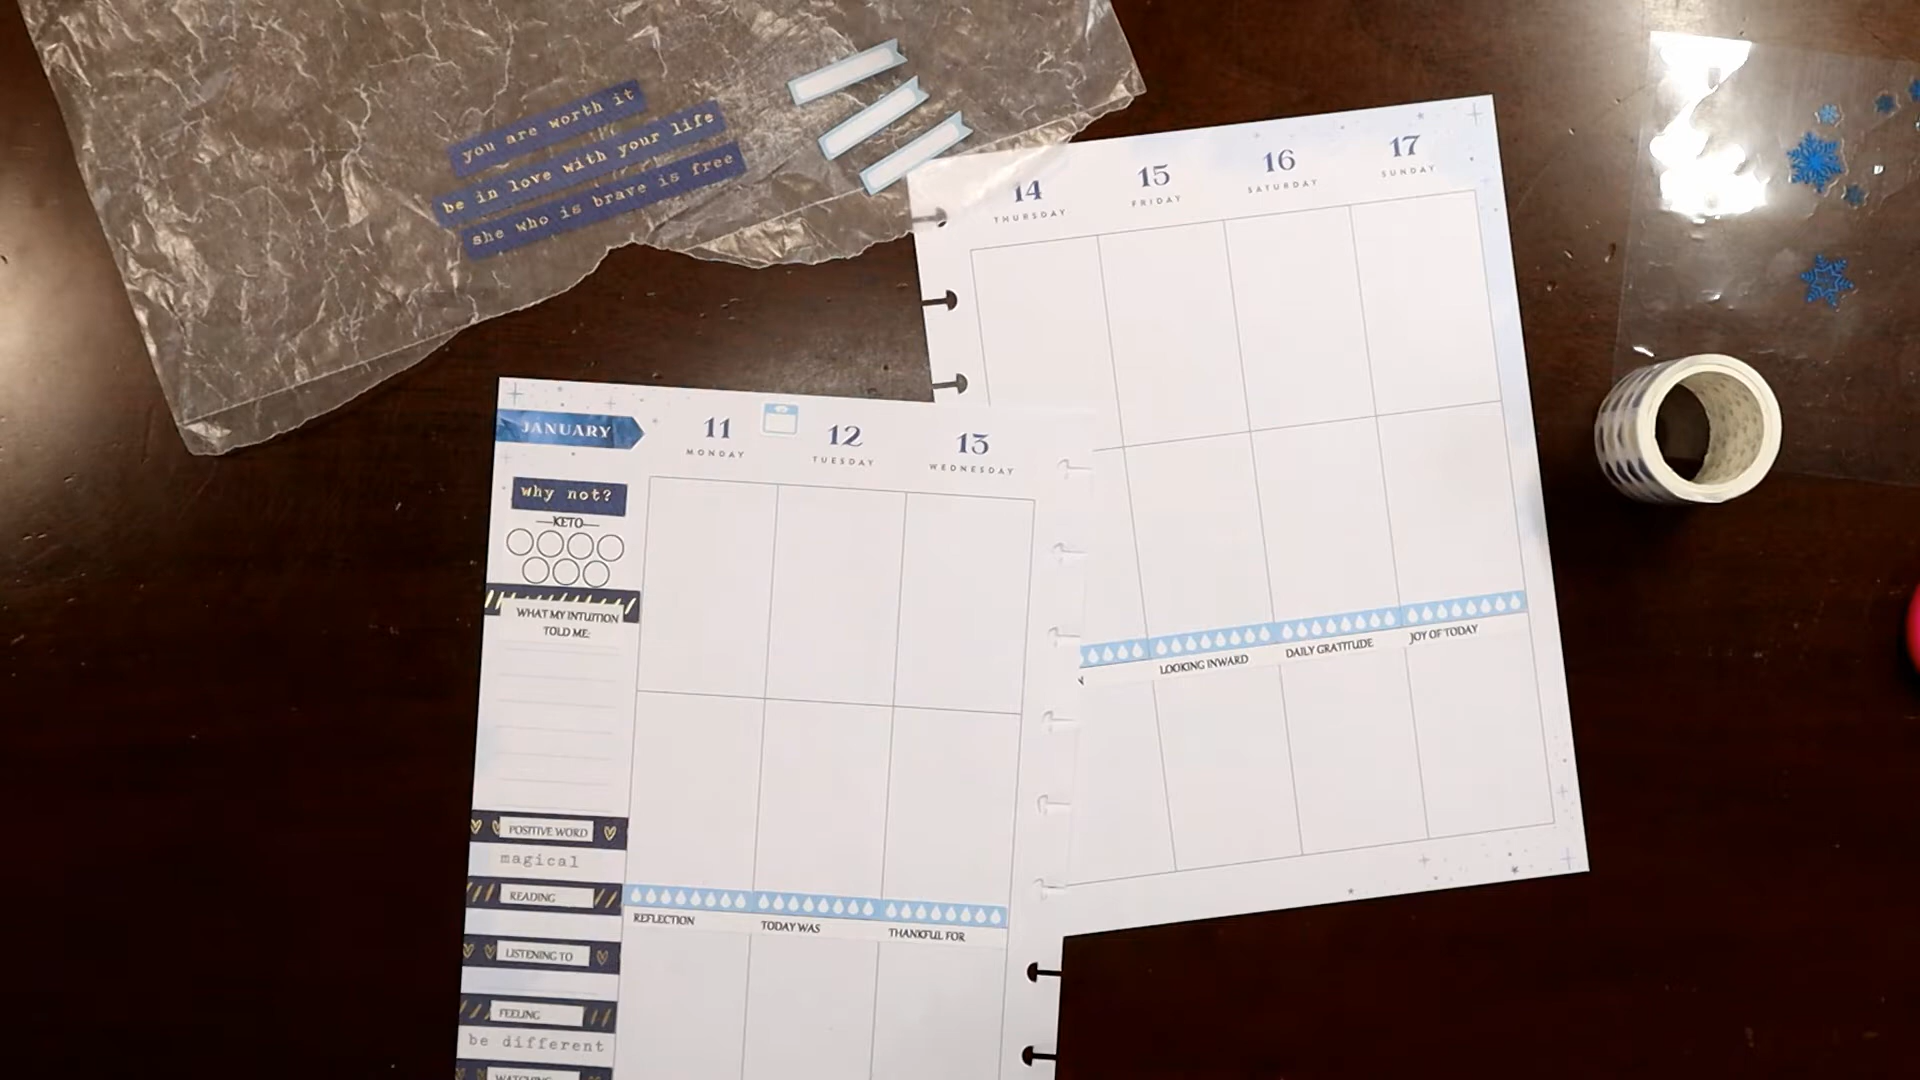 you are worth it
be in love with your life
she who is brave is free
14
THURSDAY
15
FRIDAY
16
SATURDAY
17
SUNDAY
LOOKING INWARD
DAILY GRATITUDE
JOY OF TODAY
JANUARY
11
MONDAY
12
TUESDAY
13
WEDNESDAY
why not?
KETO
WHAT MY INTUITION
TOLD ME:
POSITIVE WORD
magical
READING
LISTENING TO
FEELING
be different
WATCHING
REFLECTION
TODAY WAS
THANKFUL FOR